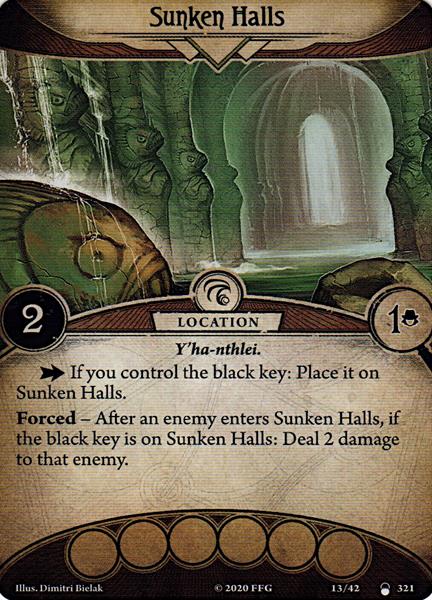 Sunken Halls
2
LOCATION
1
Y'ha-nthlei.
If you control the black key: Place it on
Sunken Halls.
Forced – After an enemy enters Sunken Halls, if
the black key is on Sunken Halls: Deal 2 damage
to that enemy.
Illus. Dimitri Bielak © 2020 FFG 13/42 321